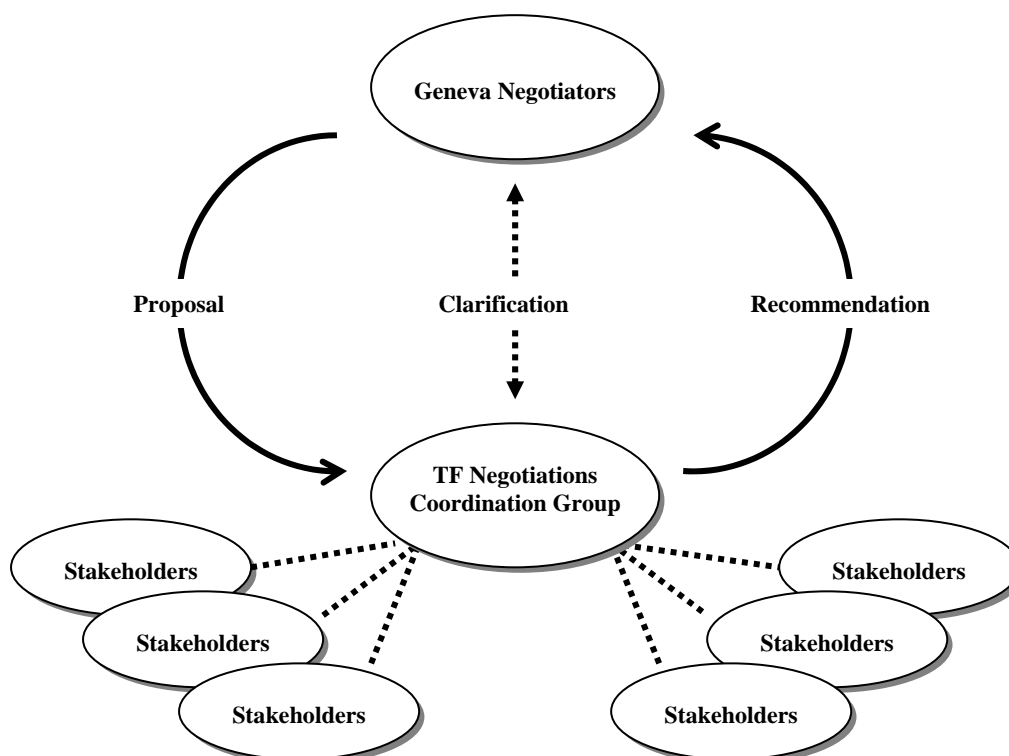 Geneva Negotiators
Proposal
Clarification
Recommendation
TF Negotiations
Coordination Group
Stakeholders
Stakeholders
Stakeholders
Stakeholders
Stakeholders
Stakeholders